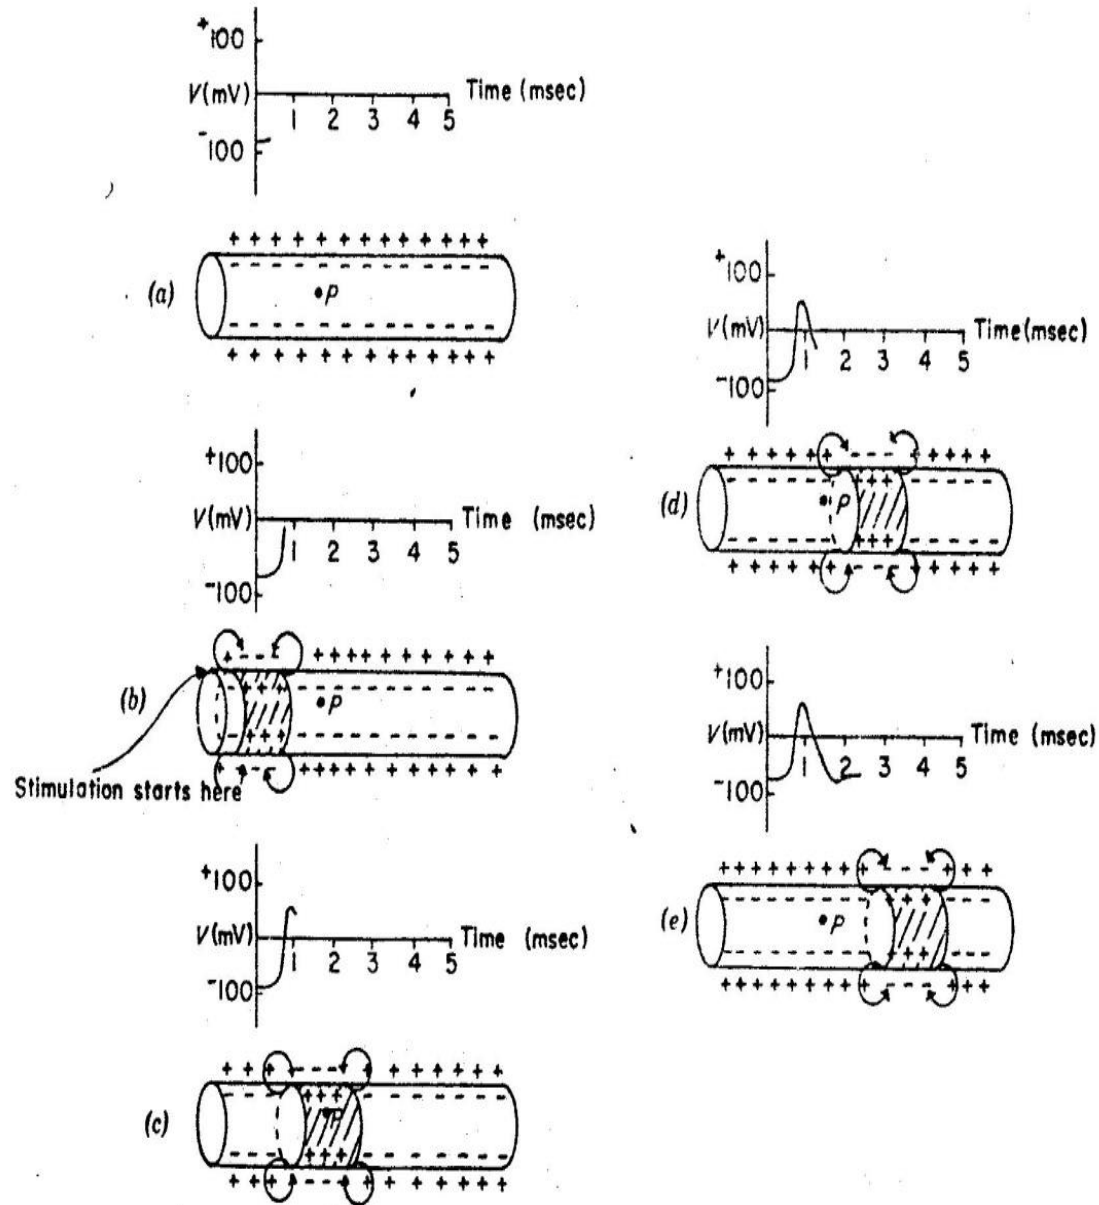 +100
V(mV)
Time (msec)
1 2 3 4 5
-100
+ + + + + + + + + + + + +
- - - - - - - - - - - -
(a)
•P
- - - - - - - - - - - -
+ + + + + + + + + + + + +
+100
V(mV)
Time (msec)
1 2 3 4 5
-100
(b)
•P
Stimulation starts here
+100
V(mV)
Time (msec)
1 2 3 4 5
-100
(c)
•P
+100
V(mV)
Time(msec)
1 2 3 4 5
-100
(d)
•P
+100
V(mV)
Time (msec)
1 2 3 4 5
-100
(e)
•P